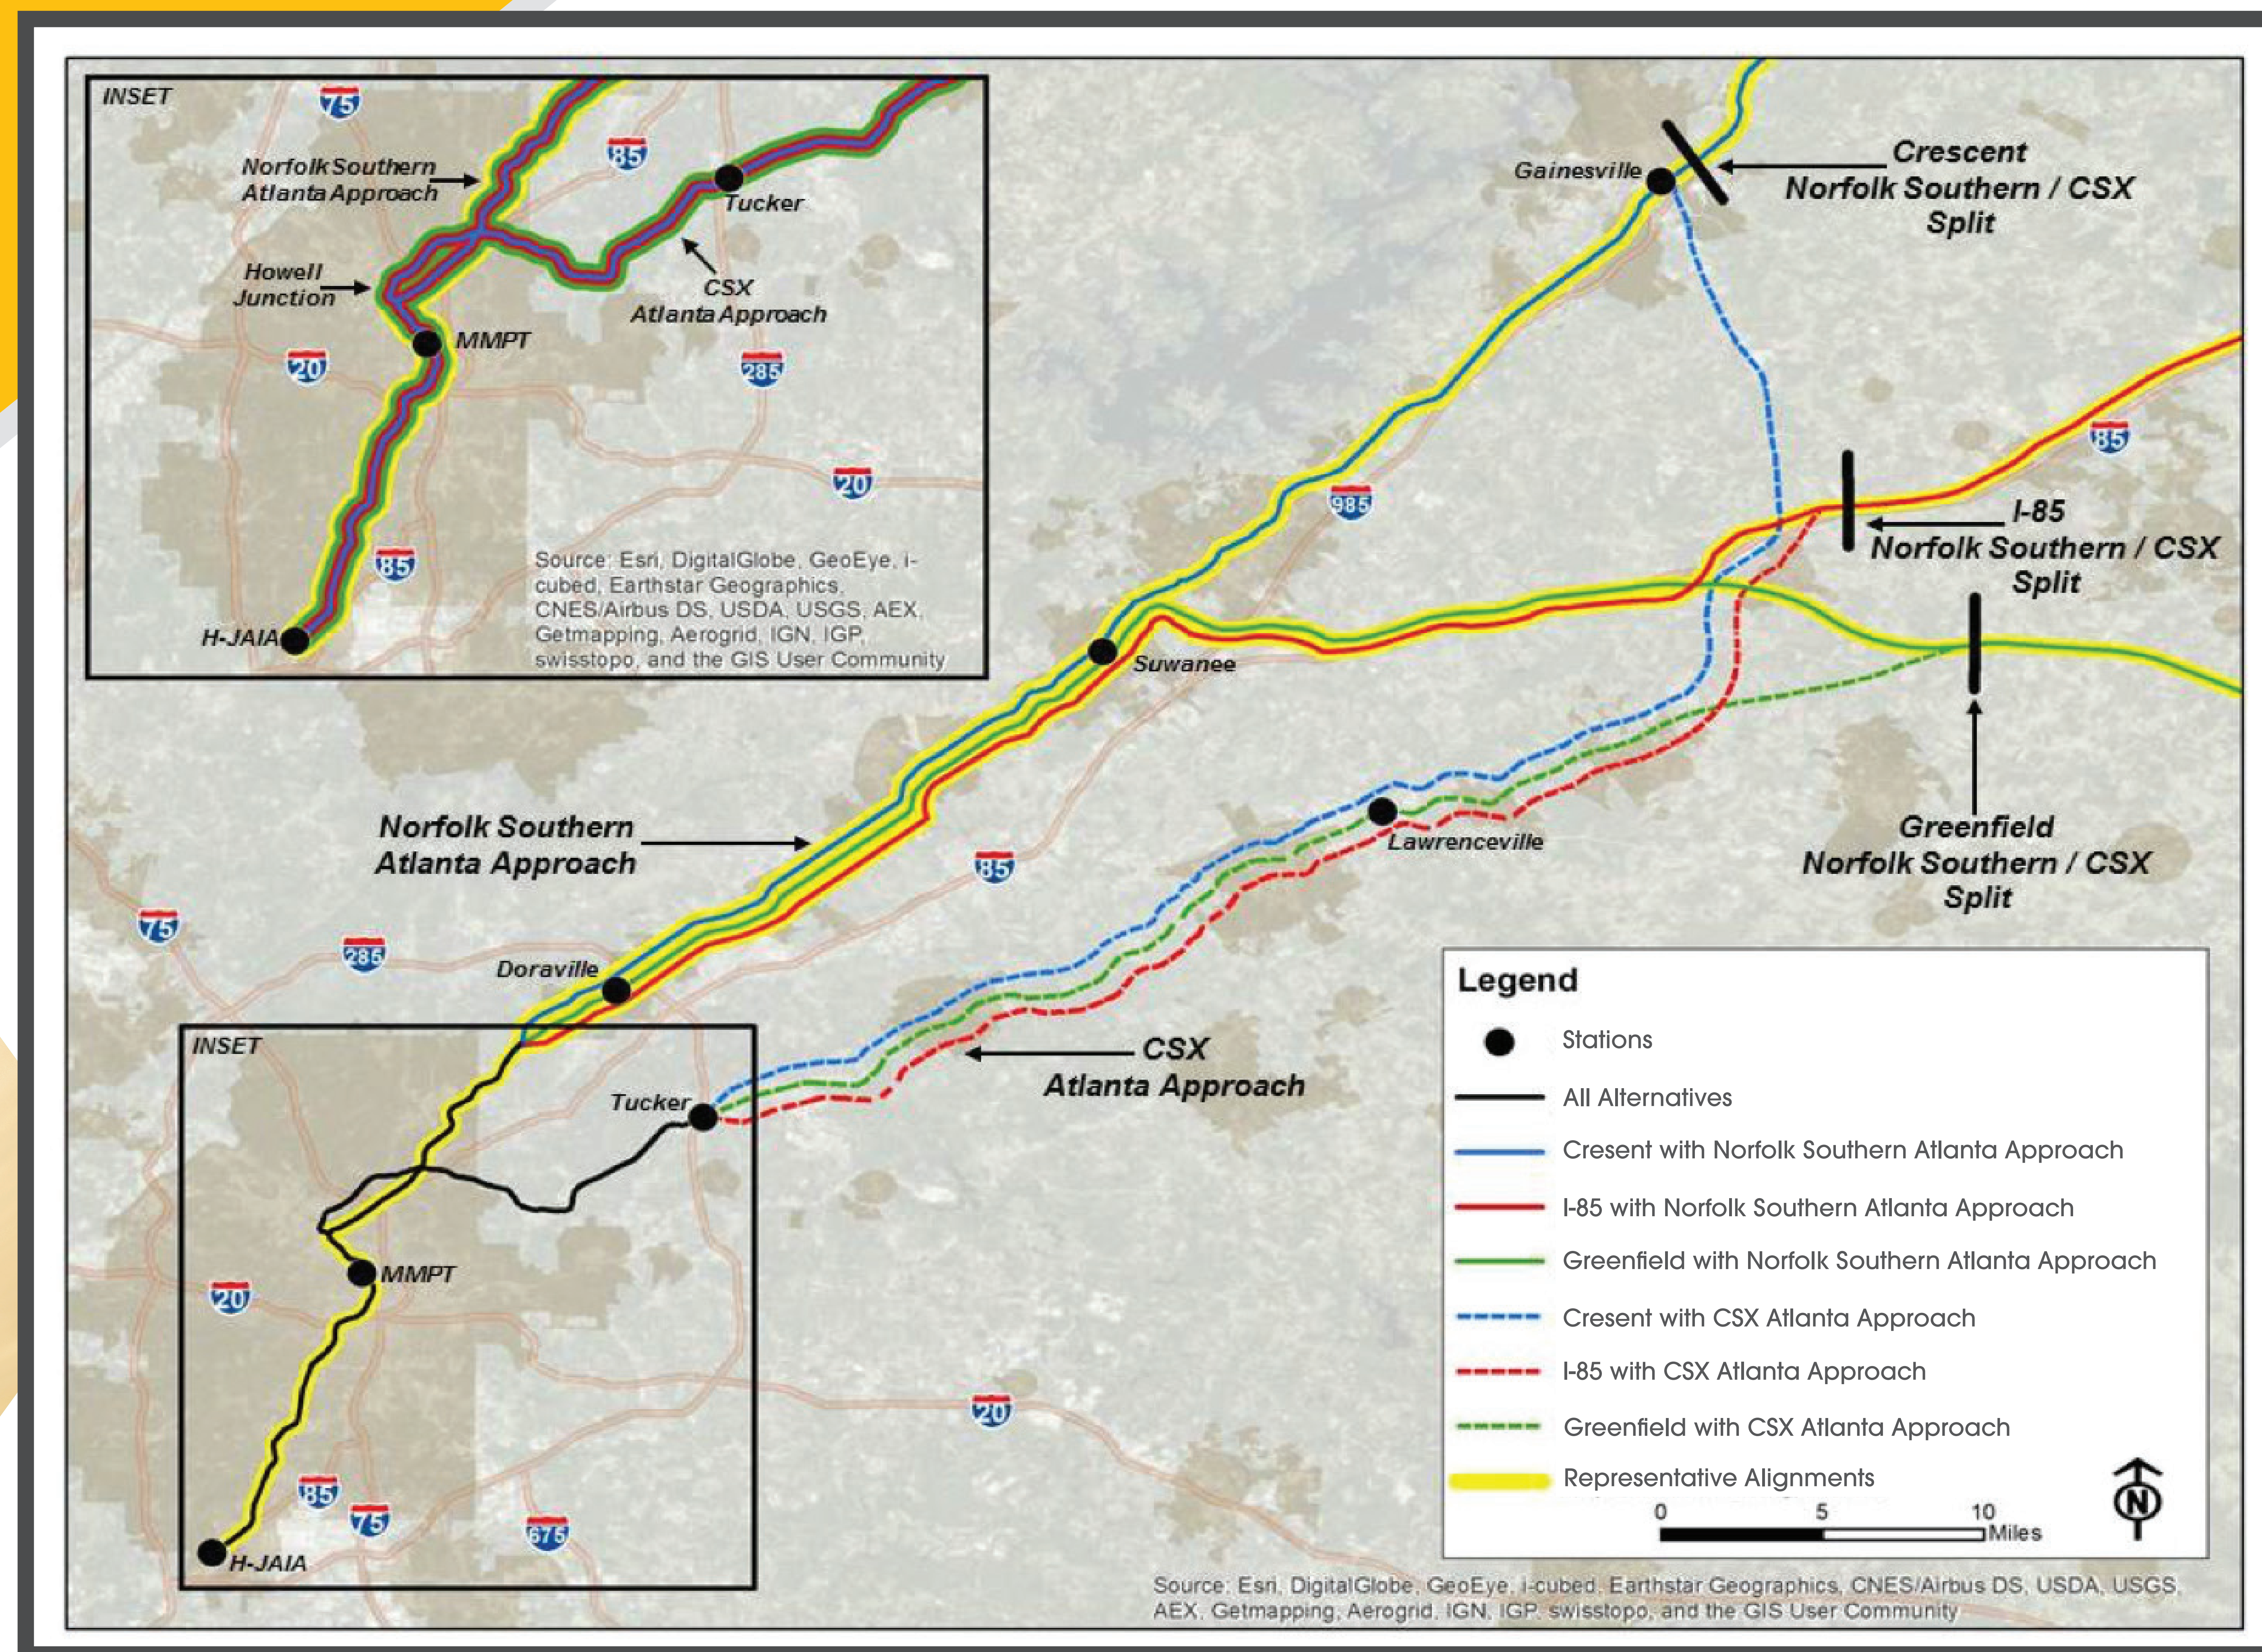 INSET
75
Norfolk Southern
Atlanta Approach
85
Tucker
Howell
Junction
CSX
Atlanta Approach
MMPT
20
285
20
85
H-JAIA
Source: Esri, DigitalGlobe, GeoEye, i-
cubed, Earthstar Geographics,
CNES/Airbus DS, USDA, USGS, AEX,
Getmapping, Aerogrid, IGN, IGP,
swisstopo, and the GIS User Community
Gainesville
Crescent
Norfolk Southern / CSX
Split
85
985
I-85
Norfolk Southern / CSX
Split
Suwanee
Norfolk Southern
Atlanta Approach
85
Lawrenceville
Greenfield
Norfolk Southern / CSX
Split
75
285
Doraville
INSET
Tucker
CSX
Atlanta Approach
MMPT
20
20
85
75
675
H-JAIA
Legend
Stations
All Alternatives
Cresent with Norfolk Southern Atlanta Approach
I-85 with Norfolk Southern Atlanta Approach
Greenfield with Norfolk Southern Atlanta Approach
Cresent with CSX Atlanta Approach
I-85 with CSX Atlanta Approach
Greenfield with CSX Atlanta Approach
Representative Alignments
0 5 10
Miles
N
Source: Esri, DigitalGlobe, GeoEye, i-cubed, Earthstar Geographics, CNES/Airbus DS, USDA, USGS,
AEX, Getmapping, Aerogrid, IGN, IGP, swisstopo, and the GIS User Community